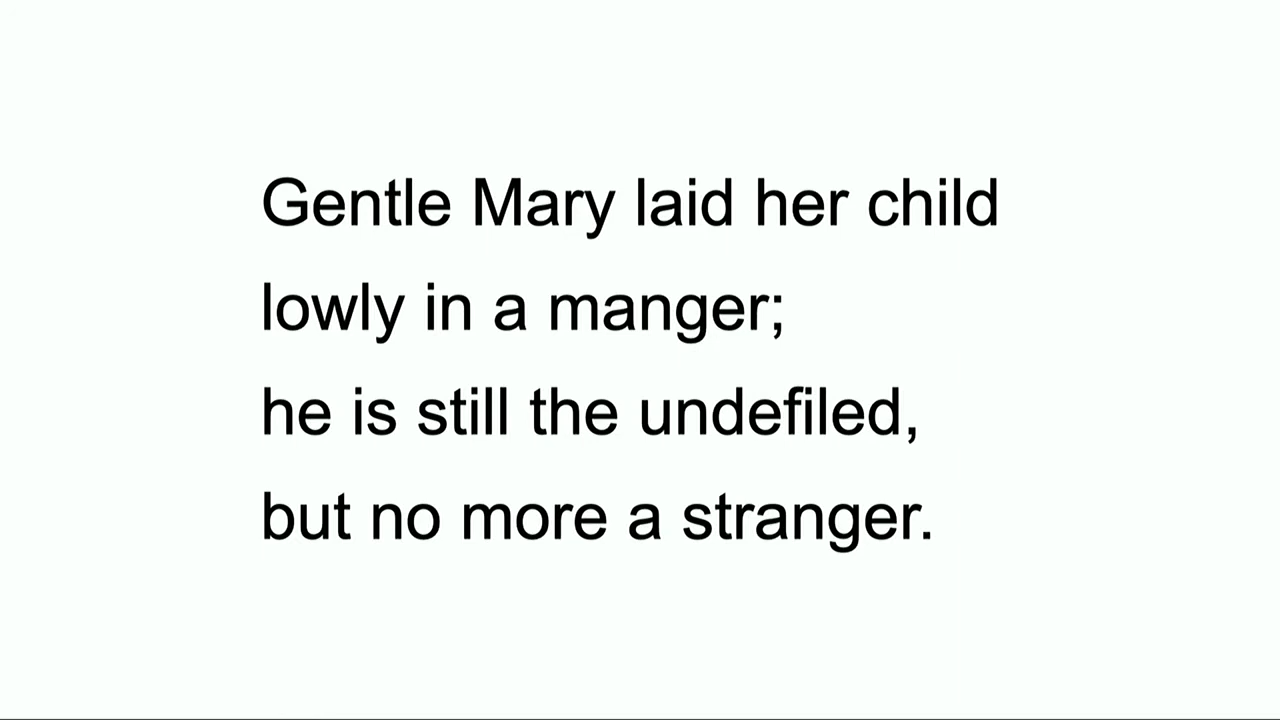 Gentle Mary laid her child
lowly in a manger;
he is still the undefiled,
but no more a stranger.